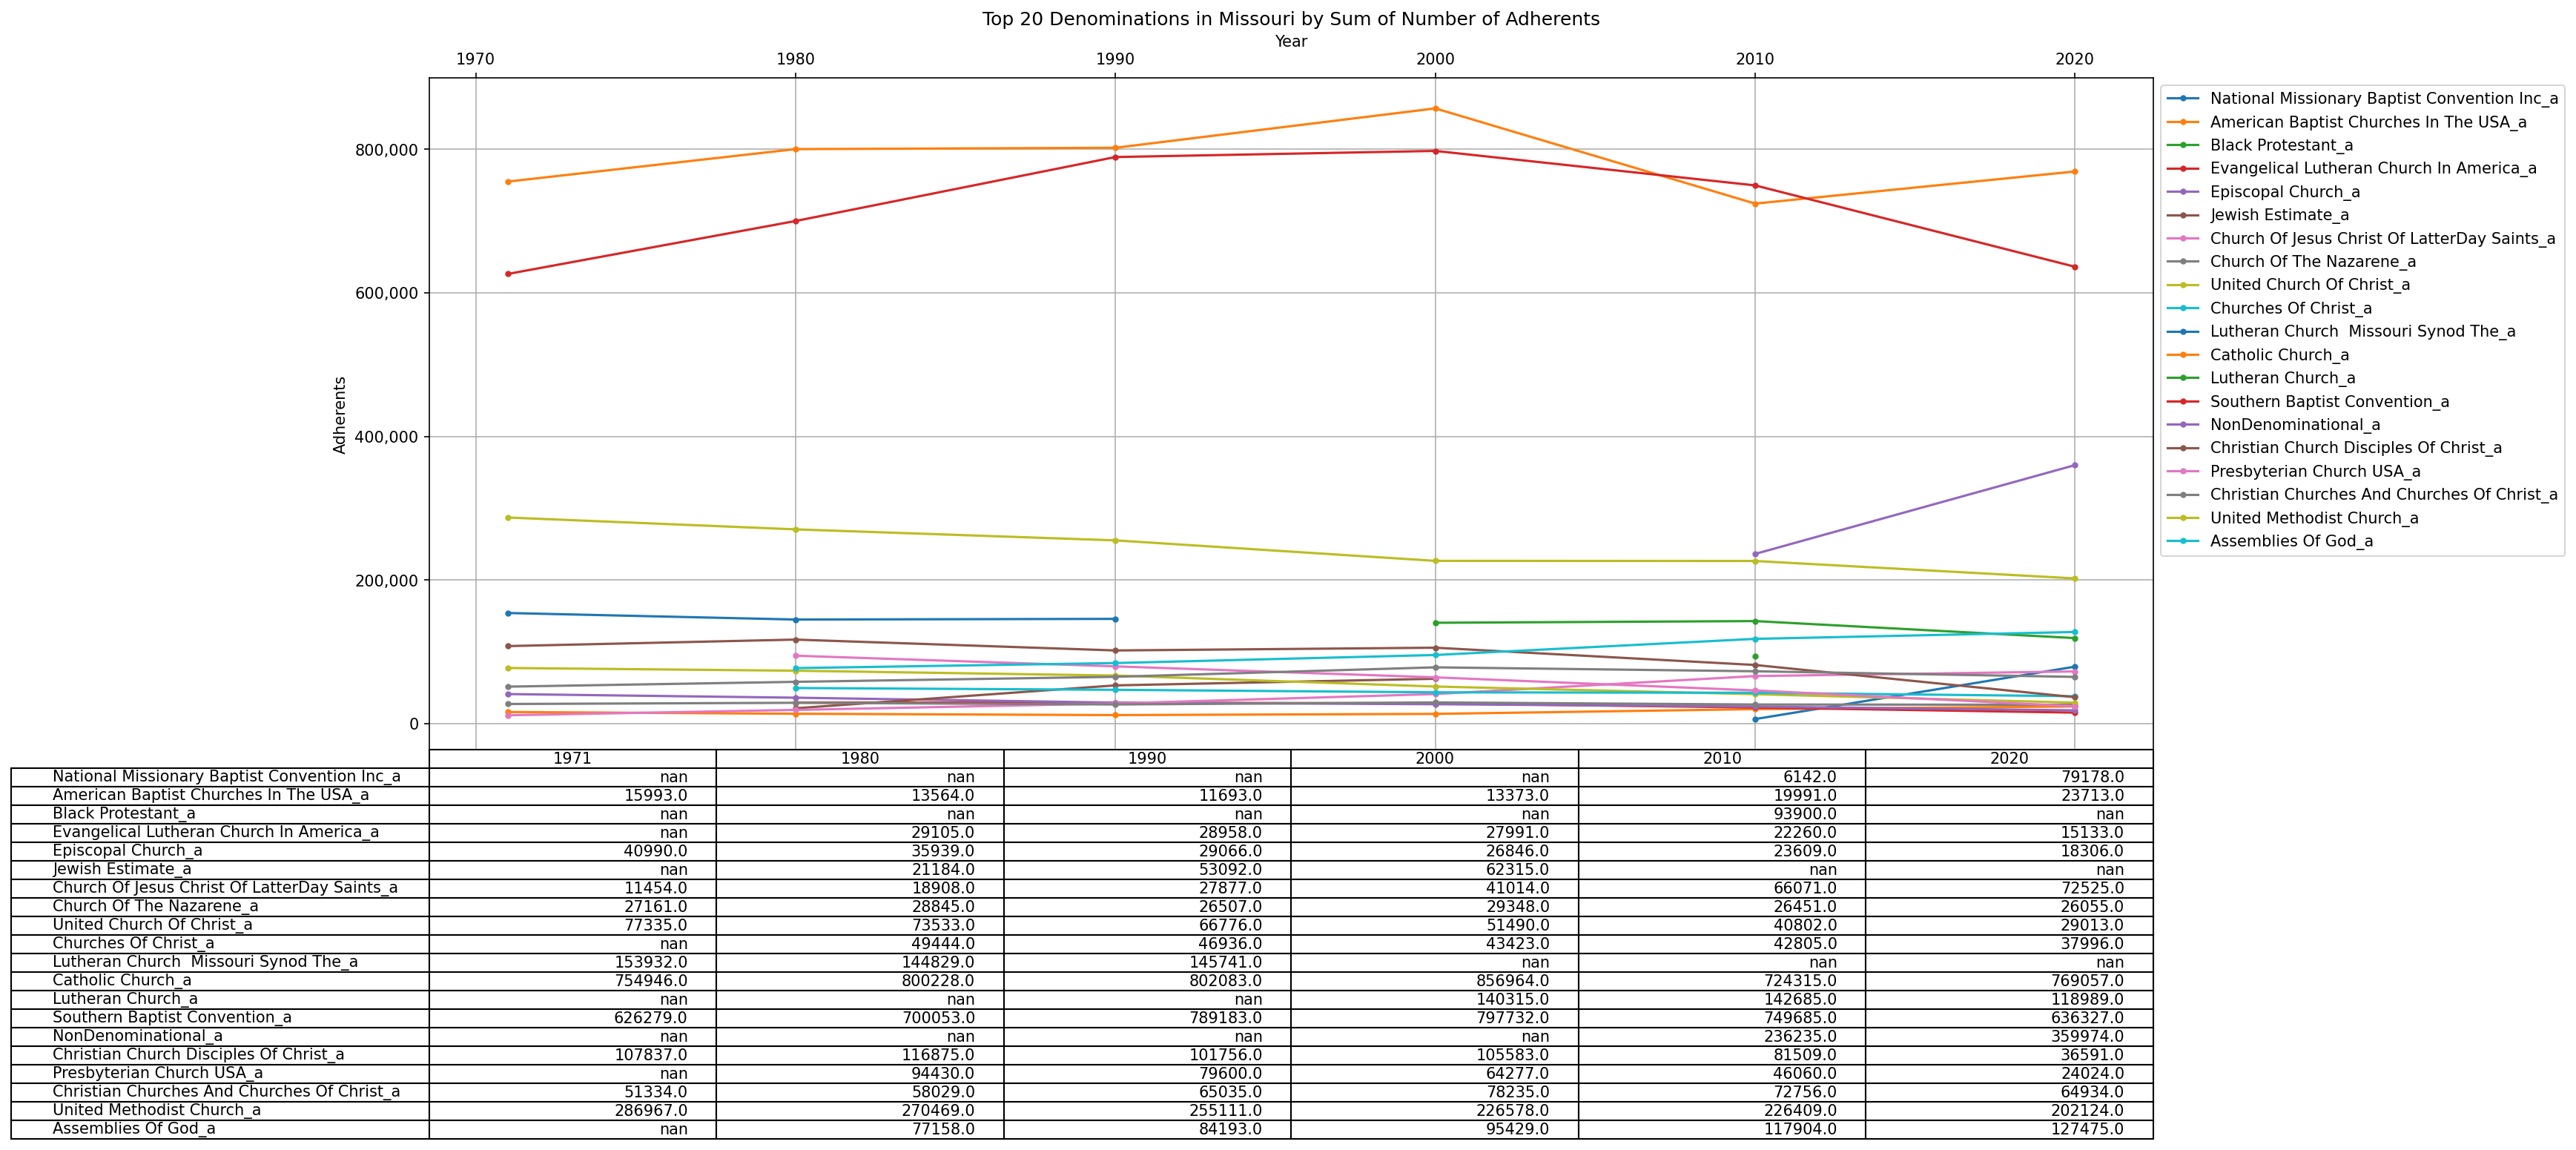 Top 20 Denominations in Missouri by Sum of Number of Adherents
Year
1970 1980 1990 2000 2010 2020
800,000
600,000
Adherents
400,000
200,000
0
National Missionary Baptist Convention Inc_a
American Baptist Churches In The USA_a
Black Protestant_a
Evangelical Lutheran Church In America_a
Episcopal Church_a
Jewish Estimate_a
Church Of Jesus Christ Of LatterDay Saints_a
Church Of The Nazarene_a
United Church Of Christ_a
Churches Of Christ_a
Lutheran Church  Missouri Synod The_a
Catholic Church_a
Lutheran Church_a
Southern Baptist Convention_a
NonDenominational_a
Christian Church Disciples Of Christ_a
Presbyterian Church USA_a
Christian Churches And Churches Of Christ_a
United Methodist Church_a
Assemblies Of God_a
1971 1980 1990 2000 2010 2020
National Missionary Baptist Convention Inc_a nan nan nan nan 6142.0 79178.0
American Baptist Churches In The USA_a 15993.0 13564.0 11693.0 13373.0 19991.0 23713.0
Black Protestant_a nan nan nan nan 93900.0 nan
Evangelical Lutheran Church In America_a nan 29105.0 28958.0 27991.0 22260.0 15133.0
Episcopal Church_a 40990.0 35939.0 29066.0 26846.0 23609.0 18306.0
Jewish Estimate_a nan 21184.0 53092.0 62315.0 nan nan
Church Of Jesus Christ Of LatterDay Saints_a 11454.0 18908.0 27877.0 41014.0 66071.0 72525.0
Church Of The Nazarene_a 27161.0 28845.0 26507.0 29348.0 26451.0 26055.0
United Church Of Christ_a 77335.0 73533.0 66776.0 51490.0 40802.0 29013.0
Churches Of Christ_a nan 49444.0 46936.0 43423.0 42805.0 37996.0
Lutheran Church  Missouri Synod The_a 153932.0 144829.0 145741.0 nan nan nan
Catholic Church_a 754946.0 800228.0 802083.0 856964.0 724315.0 769057.0
Lutheran Church_a nan nan nan 140315.0 142685.0 118989.0
Southern Baptist Convention_a 626279.0 700053.0 789183.0 797732.0 749685.0 636327.0
NonDenominational_a nan nan nan nan 236235.0 359974.0
Christian Church Disciples Of Christ_a 107837.0 116875.0 101756.0 105583.0 81509.0 36591.0
Presbyterian Church USA_a nan 94430.0 79600.0 64277.0 46060.0 24024.0
Christian Churches And Churches Of Christ_a 51334.0 58029.0 65035.0 78235.0 72756.0 64934.0
United Methodist Church_a 286967.0 270469.0 255111.0 226578.0 226409.0 202124.0
Assemblies Of God_a nan 77158.0 84193.0 95429.0 117904.0 127475.0